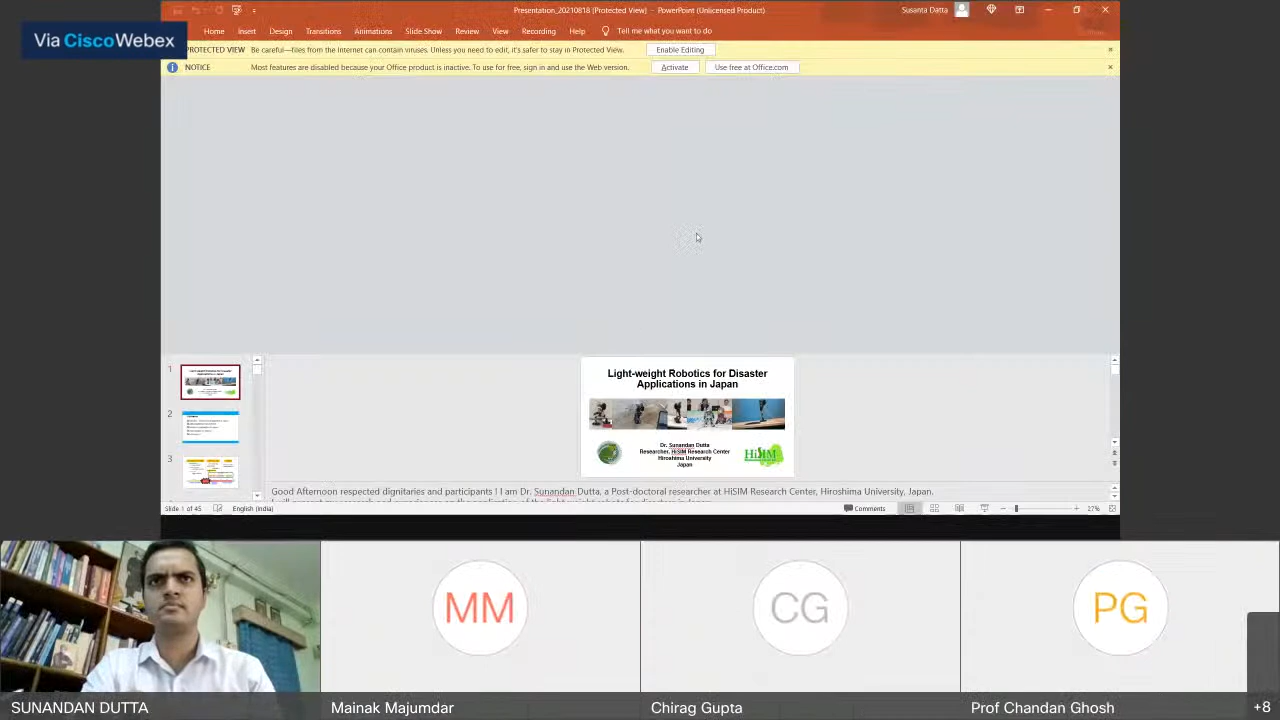 Via CiscoWebex
Presentation_20210818 [Protected View] - PowerPoint (Unlicensed Product)
Susanta Datta
Home Insert Design Transitions Animations Slide Show Review View Recording Help Tell me what you want to do
PROTECTED VIEW Be careful—files from the Internet can contain viruses. Unless you need to edit, it's safer to stay in Protected View. Enable Editing
NOTICE Most features are disabled because your Office product is inactive. To use for free, sign in and use the Web version. Activate Use free at Office.com
1
2
3
Light-weight Robotics for Disaster
Applications in Japan
Dr. Sunandan Dutta
Researcher, HiSIM Research Center
Hiroshima University
Japan
HiSIM
Good Afternoon respected dignitaries and participants ! I am Dr. Sunandan Dutta, a Post-doctoral researcher at HiSIM Research Center, Hiroshima University, Japan.
Slide 1 of 45 English (India) Comments 27%
MM
CG
PG
SUNANDAN DUTTA
Mainak Majumdar
Chirag Gupta
Prof Chandan Ghosh
+8